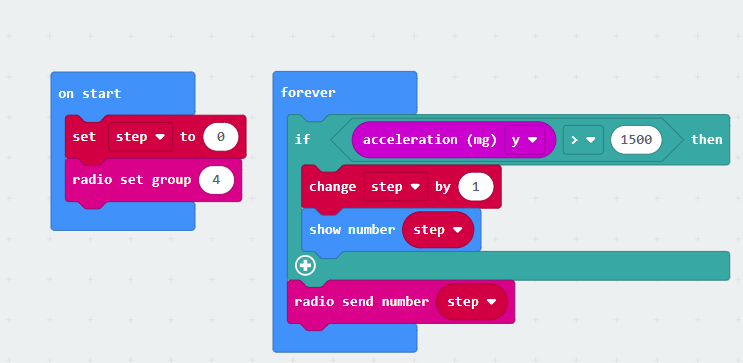 on start
set step to 0
radio set group 4
forever
if acceleration (mg) y > 1500 then
change step by 1
show number step
radio send number step